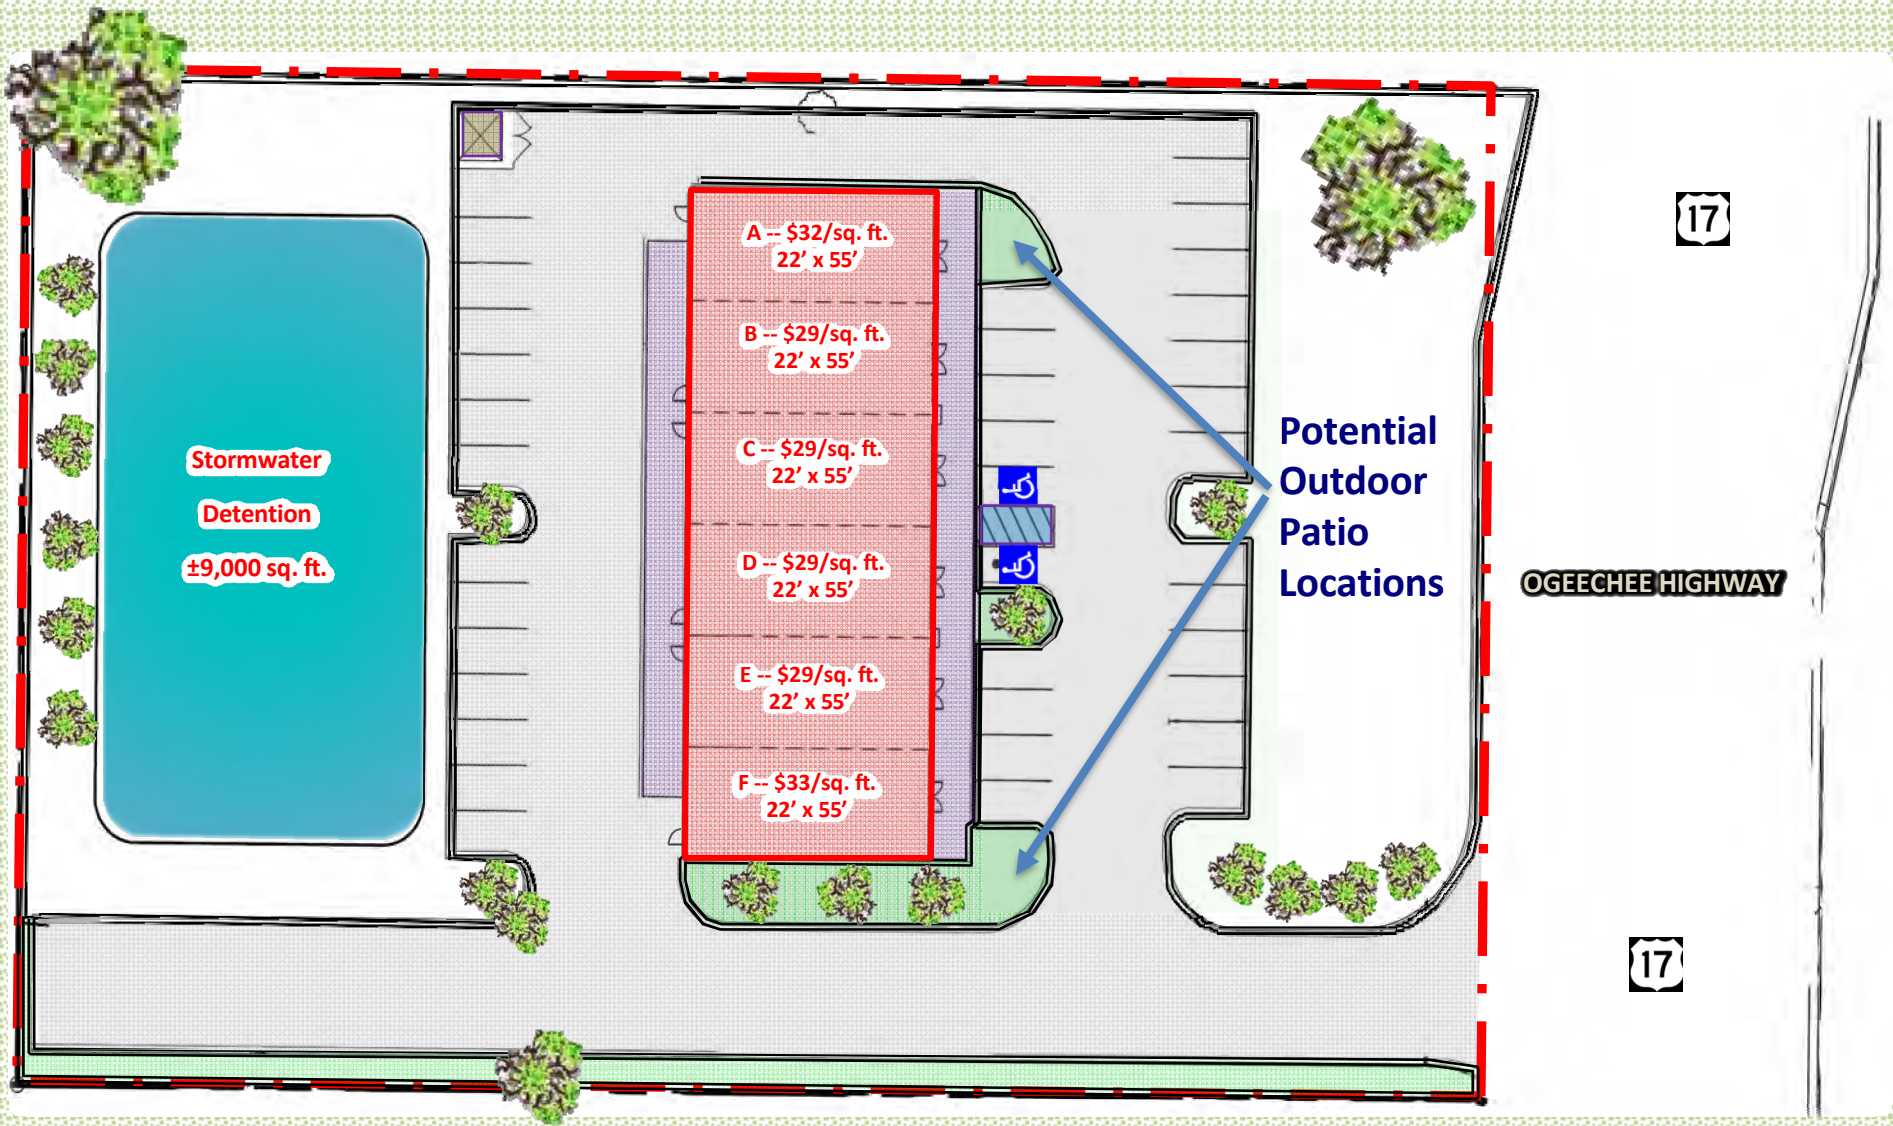 17
A -- $32/sq. ft.
22’ x 55’
B -- $29/sq. ft.
22’ x 55’
C -- $29/sq. ft.
22’ x 55’
D -- $29/sq. ft.
22’ x 55’
E -- $29/sq. ft.
22’ x 55’
F -- $33/sq. ft.
22’ x 55’
Stormwater
Detention
±9,000 sq. ft.
Potential
Outdoor
Patio
Locations
OGEECHEE HIGHWAY
17